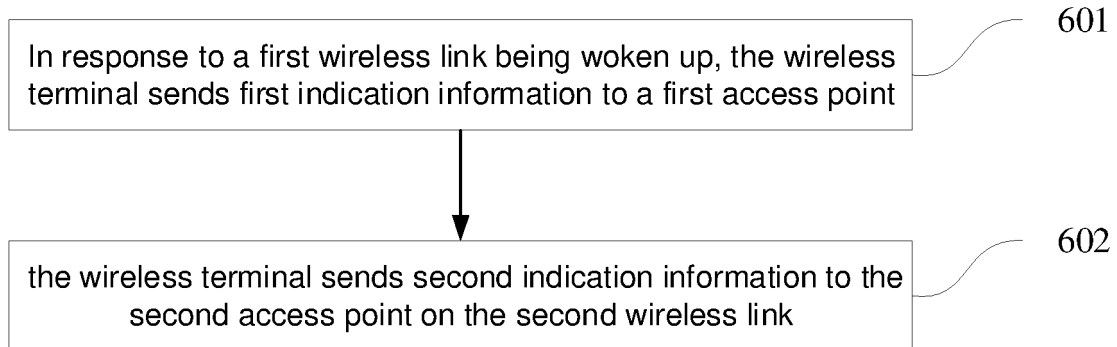 In response to a first wireless link being woken up, the wireless
terminal sends first indication information to a first access point
601
the wireless terminal sends second indication information to the
second access point on the second wireless link
602